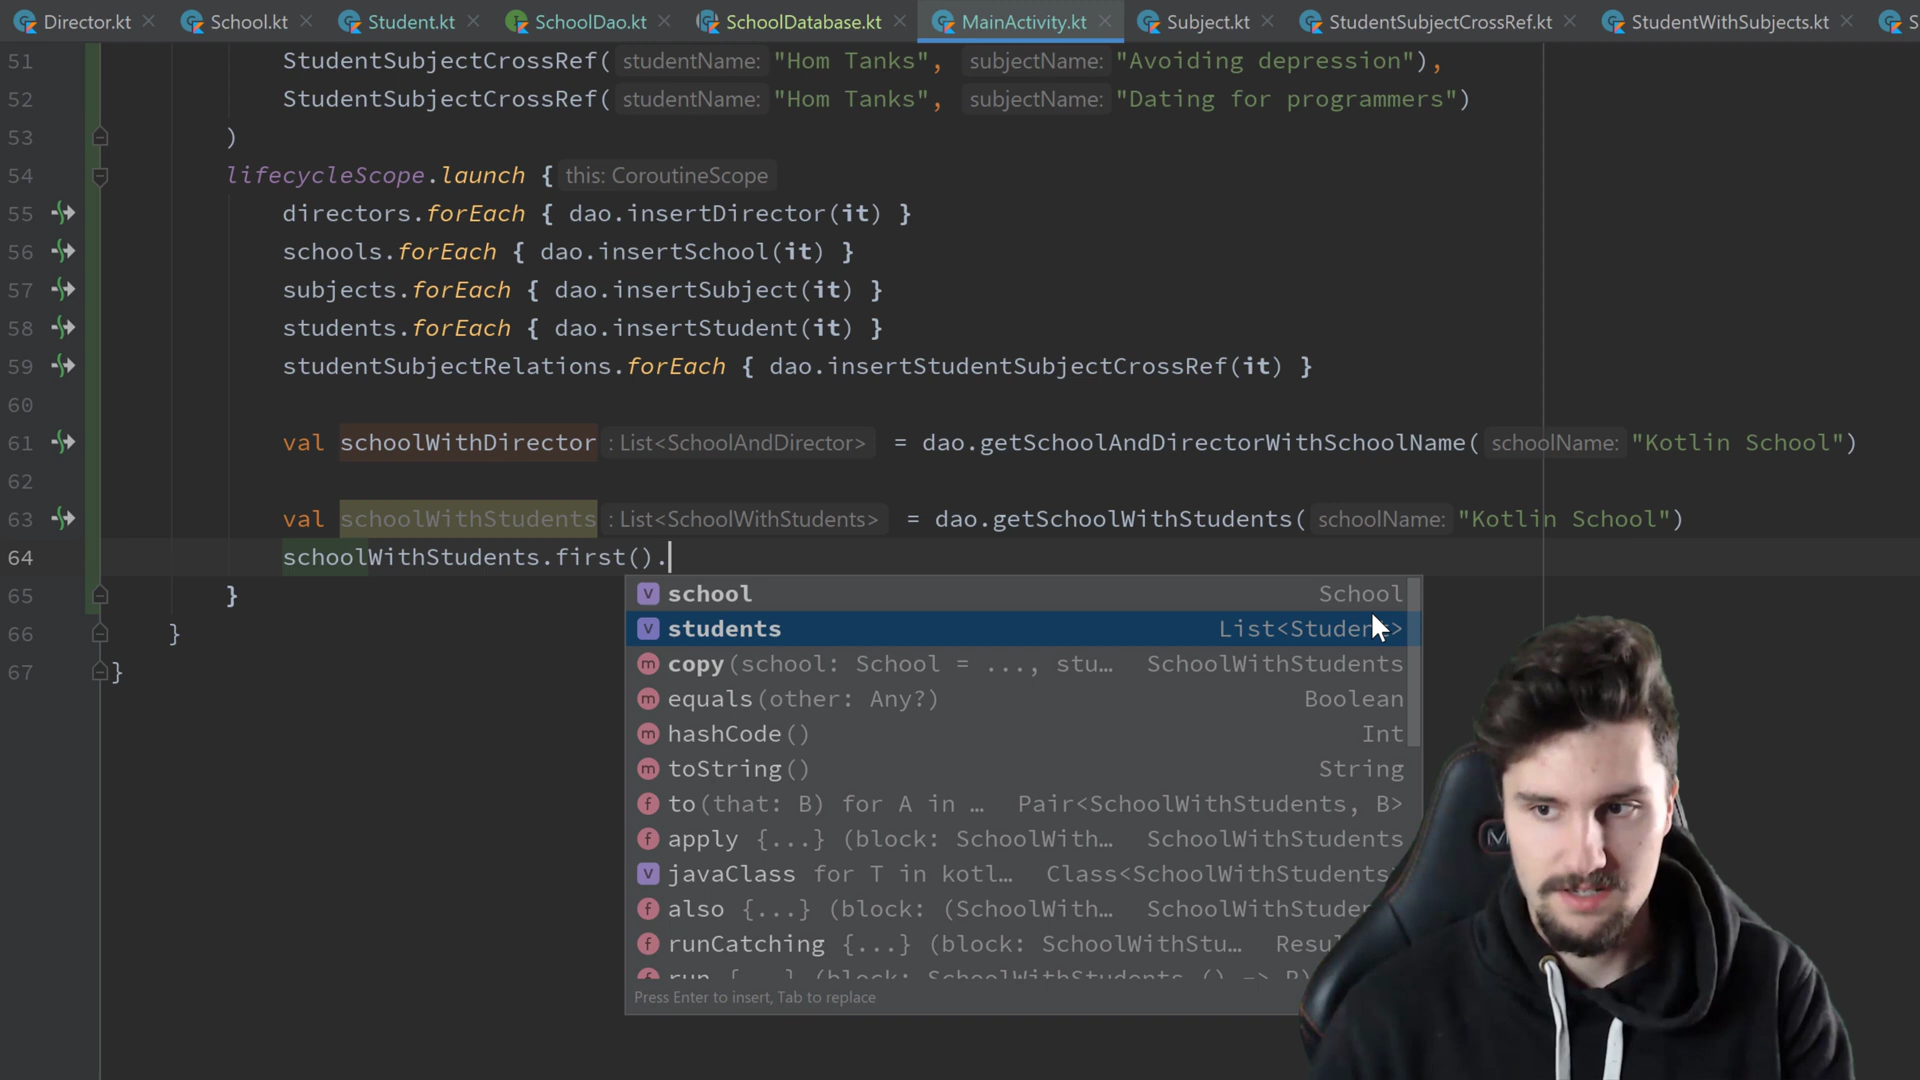 Director.kt School.kt Student.kt SchoolDao.kt SchoolDatabase.kt MainActivity.kt Subject.kt StudentSubjectCrossRef.kt StudentWithSubjects.kt S
51 StudentSubjectCrossRef( studentName: "Hom Tanks", subjectName: "Avoiding depression"),
52 StudentSubjectCrossRef( studentName: "Hom Tanks", subjectName: "Dating for programmers")
53 )
54 lifecycleScope.launch { this: CoroutineScope
55 directors.forEach { dao.insertDirector(it) }
56 schools.forEach { dao.insertSchool(it) }
57 subjects.forEach { dao.insertSubject(it) }
58 students.forEach { dao.insertStudent(it) }
59 studentSubjectRelations.forEach { dao.insertStudentSubjectCrossRef(it) }
60
61 val schoolWithDirector : List<SchoolAndDirector> = dao.getSchoolAndDirectorWithSchoolName( schoolName: "Kotlin School")
62
63 val schoolWithStudents : List<SchoolWithStudents> = dao.getSchoolWithStudents( schoolName: "Kotlin School")
64 schoolWithStudents.first().
65 }
66 }
67 }
v school School
v students List<Student>
m copy(school: School = ..., stu… SchoolWithStudents
m equals(other: Any?) Boolean
m hashCode() Int
m toString() String
f to(that: B) for A in … Pair<SchoolWithStudents, B>
f apply {...} (block: SchoolWith… SchoolWithStudents
v javaClass for T in kotl… Class<SchoolWithStudents>
f also {...} (block: (SchoolWith… SchoolWithStuden
f runCatching {...} (block: SchoolWithStu… Resu
f run {...} (block: SchoolWithStudents.() -> R)
Press Enter to insert, Tab to replace